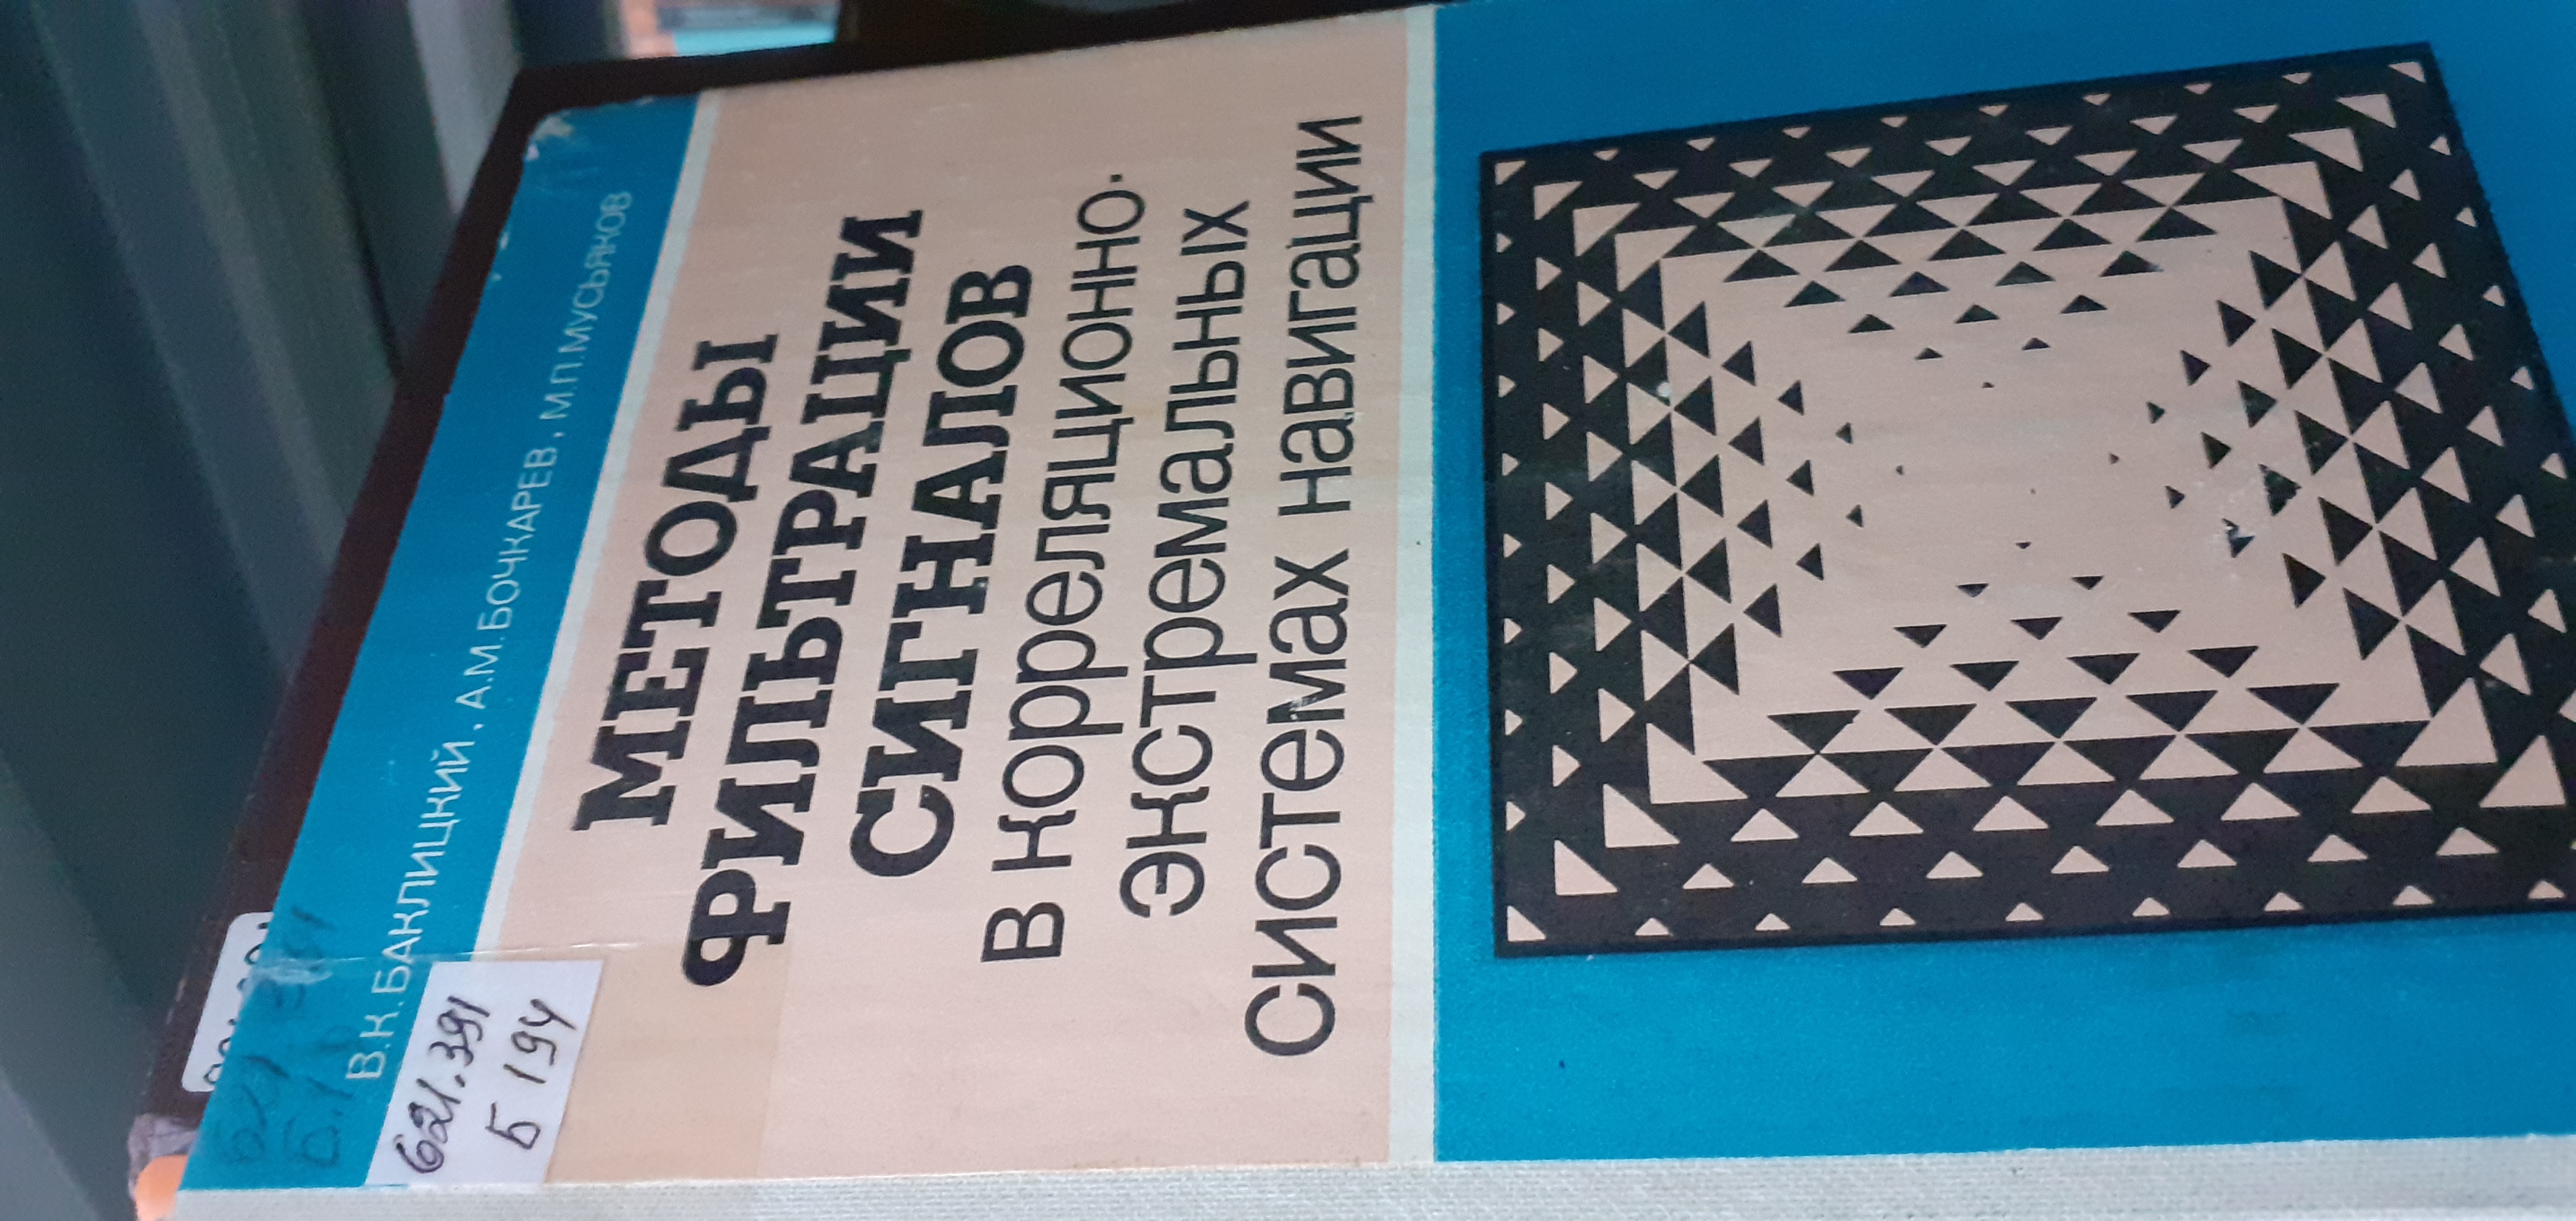 В.К.БАКЛИЦКИЙ, А.М.БОЧКАРЕВ, М.П.МУСЬЯКОВ
621.391
Б 194
МЕТОДЫ
ФИЛЬТРАЦИИ
СИГНАЛОВ
В КОРРЕЛЯЦИОННО-
ЭКСТРЕМАЛЬНЫХ
СИСТЕМАХ НАВИГАЦИИ